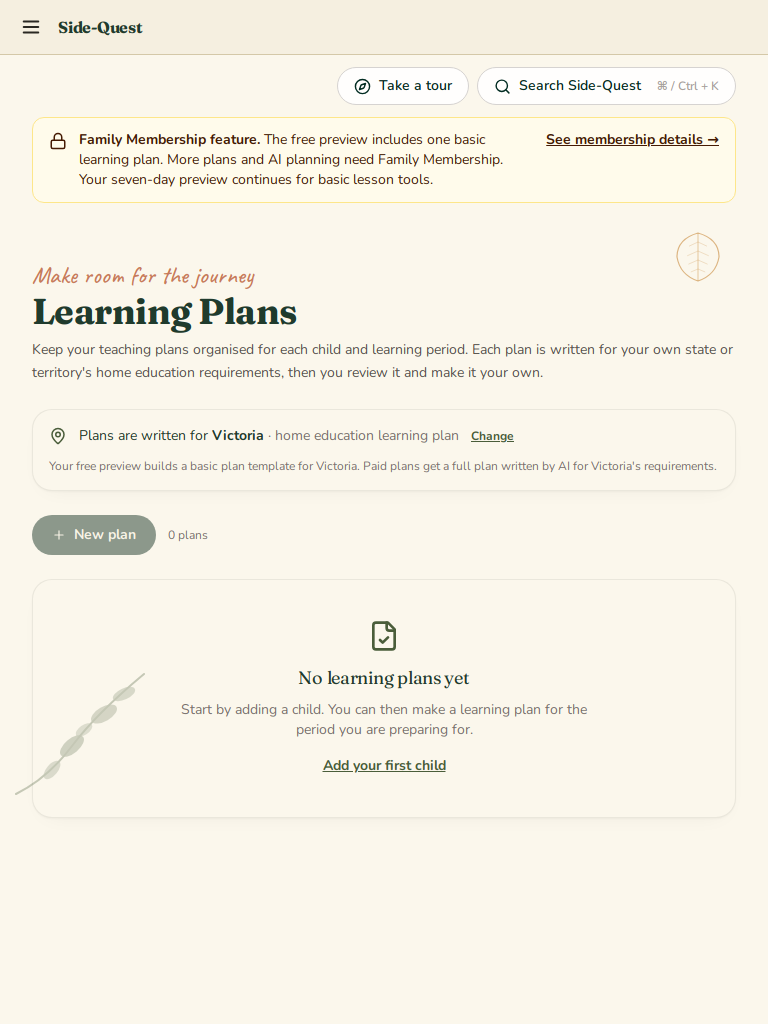 Side-Quest
Take a tour
Search Side-Quest ⌘ / Ctrl + K
Family Membership feature. The free preview includes one basic
learning plan. More plans and AI planning need Family Membership.
Your seven-day preview continues for basic lesson tools.
See membership details →
Make room for the journey
Learning Plans
Keep your teaching plans organised for each child and learning period. Each plan is written for your own state or
territory's home education requirements, then you review it and make it your own.
Plans are written for Victoria · home education learning plan Change
Your free preview builds a basic plan template for Victoria. Paid plans get a full plan written by AI for Victoria's requirements.
+ New plan
0 plans
No learning plans yet
Start by adding a child. You can then make a learning plan for the
period you are preparing for.
Add your first child